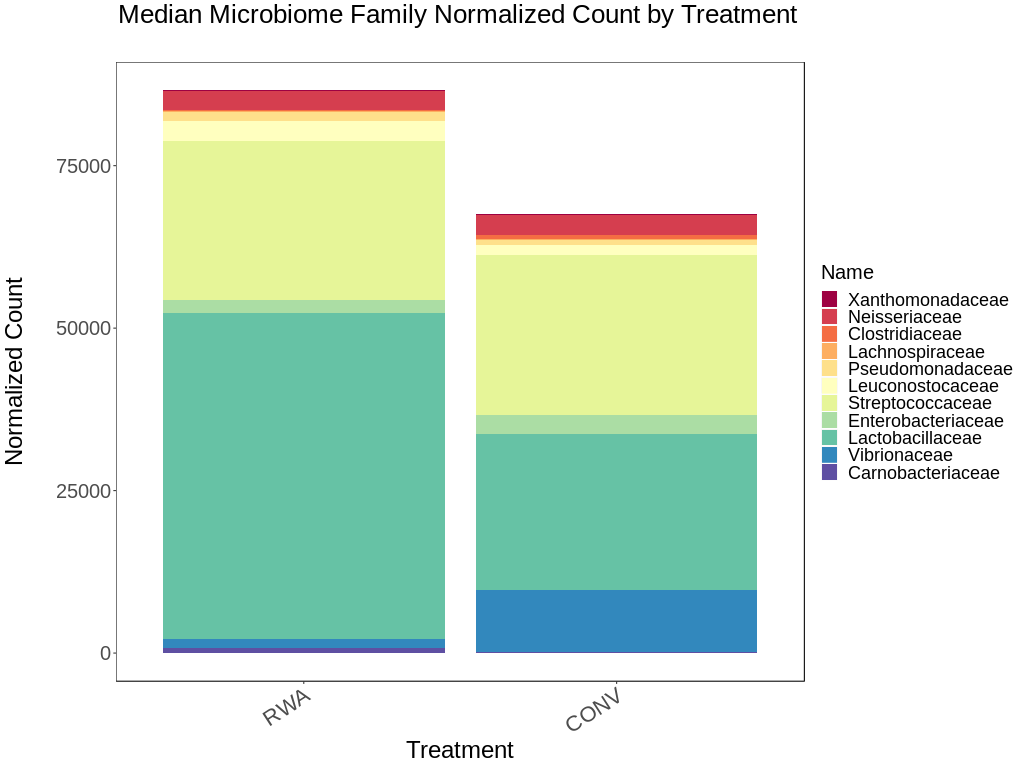 Median Microbiome Family Normalized Count by Treatment
Normalized Count
75000
50000
25000
0
RWA
CONV
Treatment
Name
Xanthomonadaceae
Neisseriaceae
Clostridiaceae
Lachnospiraceae
Pseudomonadaceae
Leuconostocaceae
Streptococcaceae
Enterobacteriaceae
Lactobacillaceae
Vibrionaceae
Carnobacteriaceae